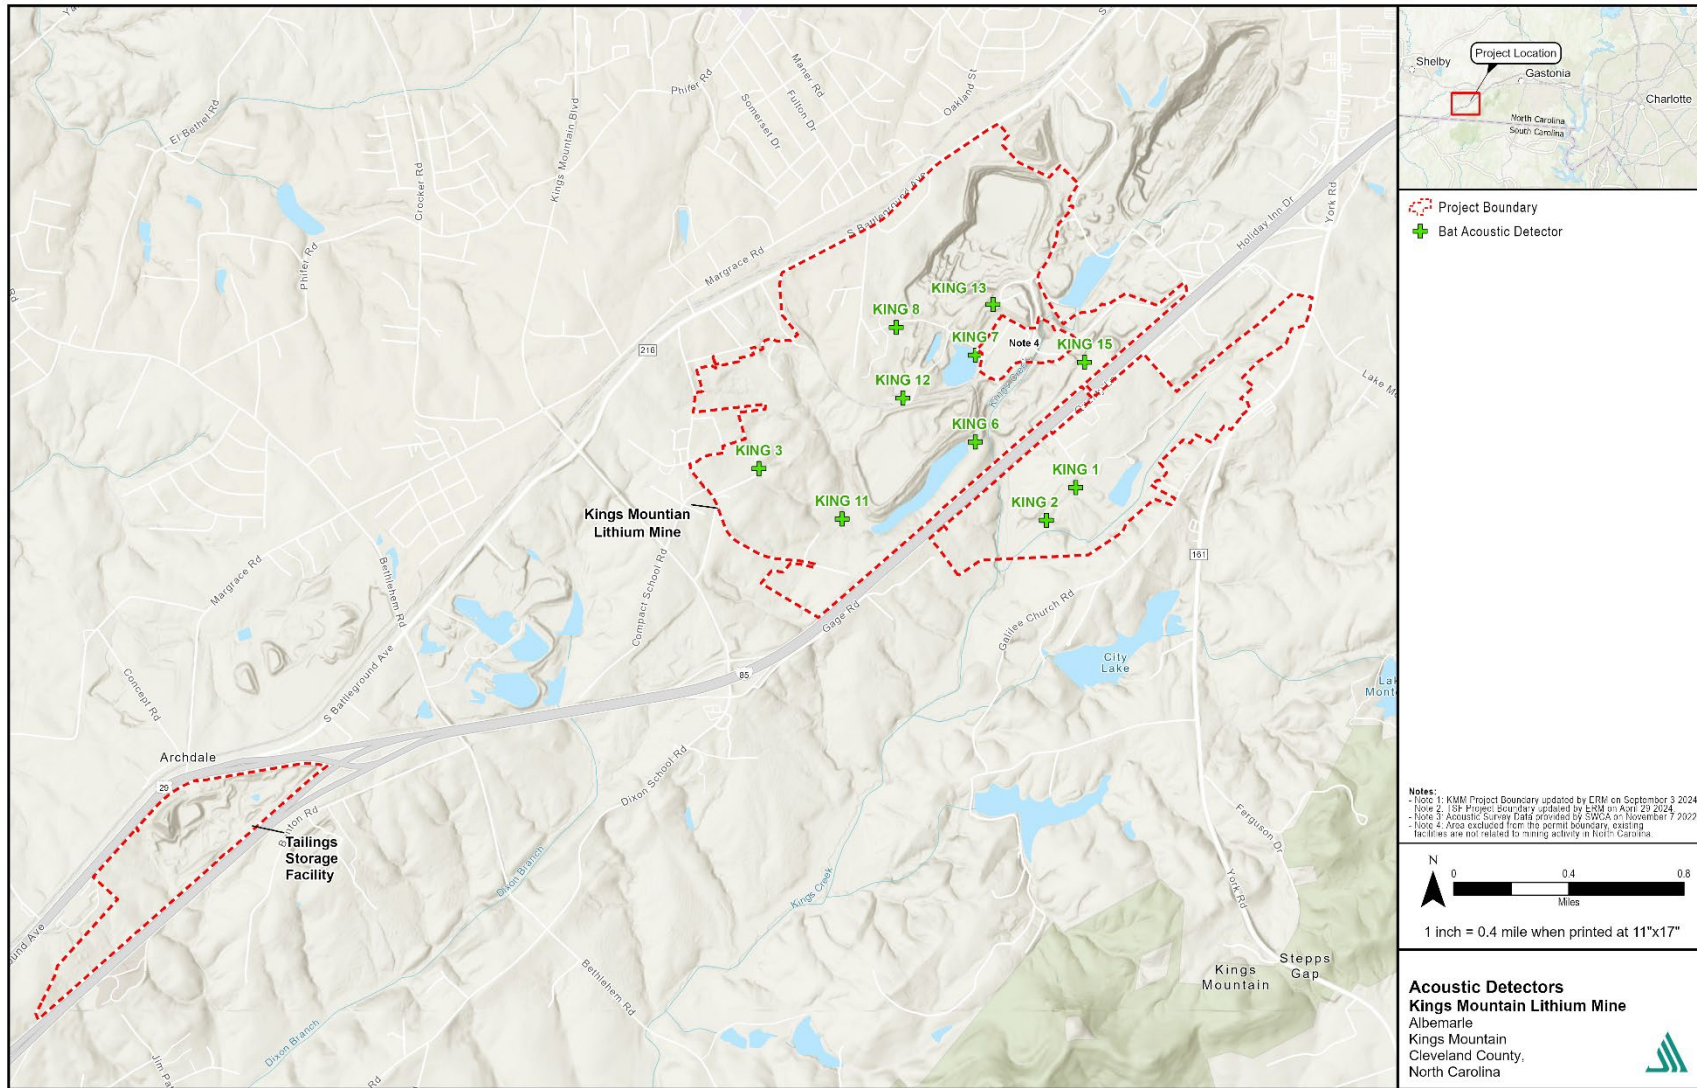 Phifer Rd
Maner Rd
Fulton Dr
Somerset Dr
Oakland St
El Bethel Rd
Kings Mountain Blvd
Crocker Rd
Phifer Rd
S Battleground Ave
Margrace Rd
Holiday Inn Dr
York Rd
216
KING 13
KING 8
KING 7
Note 4
KING 15
KING 12
KING 6
KING 3
KING 1
KING 11
KING 2
Kings Mountian
Lithium Mine
161
Margrace Rd
Bethlehem Rd
Compact School Rd
Gage Rd
Galilee Church Rd
City
Lake
85
Concept Rd
S Battleground Ave
Archdale
29
Dixon School Rd
Tailings
Storage
Facility
Dixon Branch
Kings Creek
Ferguson Dr
York Rd
Bethlehem Rd
Dixon Branch
Kings
Mountain
Stepps
Gap
Project Location
Shelby
Gastonia
Charlotte
North Carolina
South Carolina
Project Boundary
Bat Acoustic Detector
Notes:
- Note 1: KMM Project Boundary updated by ERM on September 3 2024
- Note 2: TSF Project Boundary updated by ERM on April 29 2024
- Note 3: Acoustic Survey Data provided by SWCA on November 7 2022
- Note 4: Area excluded from the permit boundary, existing
facilities are not related to mining activity in North Carolina.
N
0 0.4 0.8
Miles
1 inch = 0.4 mile when printed at 11"x17"
Acoustic Detectors
Kings Mountain Lithium Mine
Albemarle
Kings Mountain
Cleveland County,
North Carolina